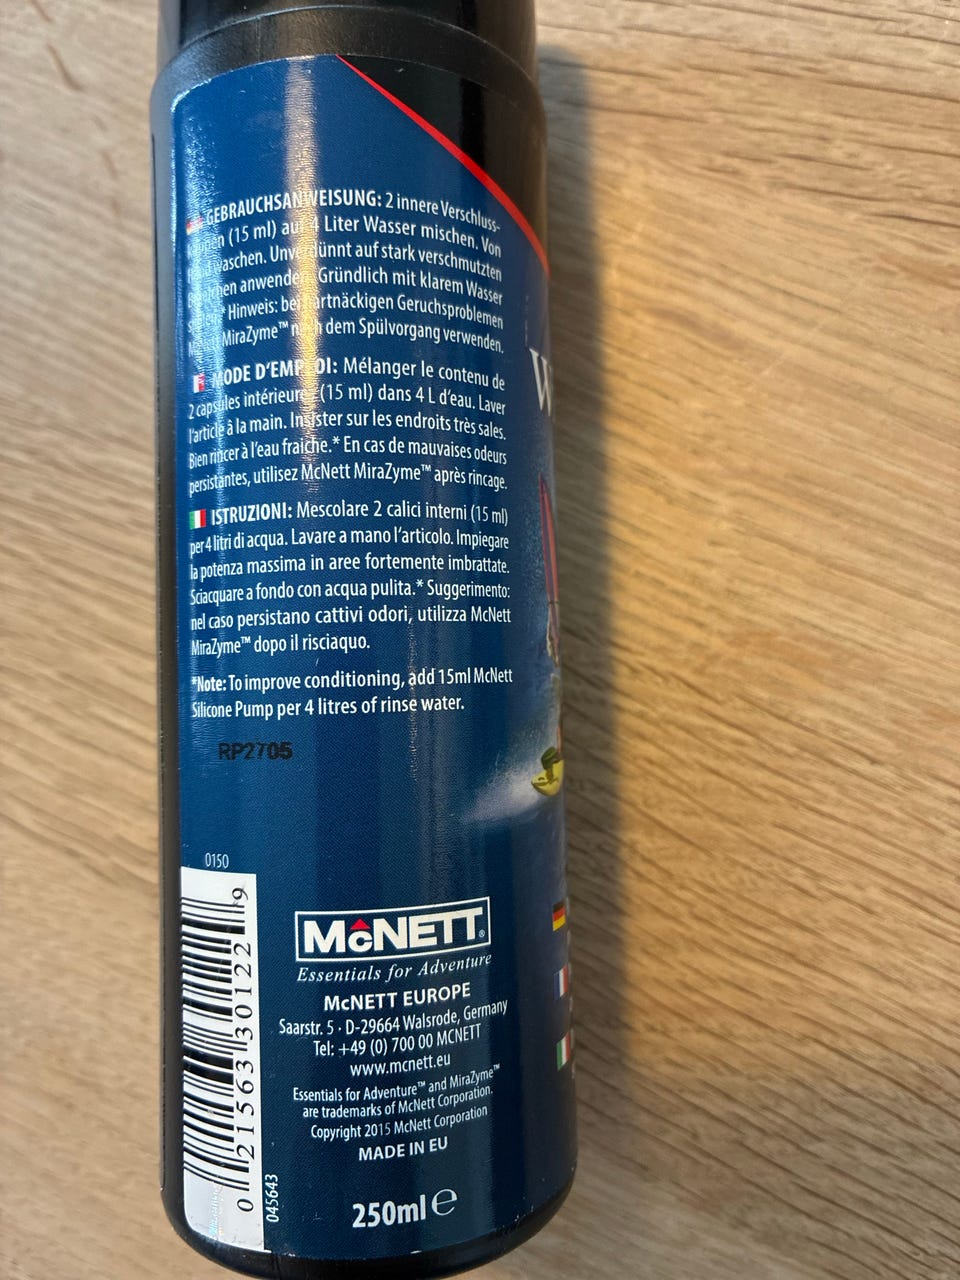 GEBRAUCHSANWEISUNG: 2 innere Verschluss-
(15 ml) auf 4 Liter Wasser mischen. Von
waschen. Unverdünnt auf stark verschmutzten
anwenden. Gründlich mit klarem Wasser
*Hinweis: bei hartnäckigen Geruchsproblemen
MiraZyme™ nach dem Spülvorgang verwenden.
MODE D'EMPLOI: Mélanger le contenu de
2 capsules intérieures (15 ml) dans 4 L d'eau. Laver
l'article à la main. Insister sur les endroits très sales.
Bien rincer à l'eau fraîche.* En cas de mauvaises odeurs
persistantes, utilisez McNett MiraZyme™ après rincage.
ISTRUZIONI: Mescolare 2 calici interni (15 ml)
per 4 litri di acqua. Lavare a mano l'articolo. Impiegare
la potenza massima in aree fortemente imbrattate.
Sciacquare a fondo con acqua pulita.* Suggerimento:
nel caso persistano cattivi odori, utilizza McNett
MiraZyme™ dopo il risciaquo.
*Note: To improve conditioning, add 15ml McNett
Silicone Pump per 4 litres of rinse water.
RP2705
0150
0 21563 30122 9
045643
McNETT®
Essentials for Adventure
McNETT EUROPE
Saarstr. 5 · D-29664 Walsrode, Germany
Tel: +49 (0) 700 00 MCNETT
www.mcnett.eu
Essentials for Adventure™ and MiraZyme™
are trademarks of McNett Corporation.
Copyright 2015 McNett Corporation
MADE IN EU
250ml ℮
W